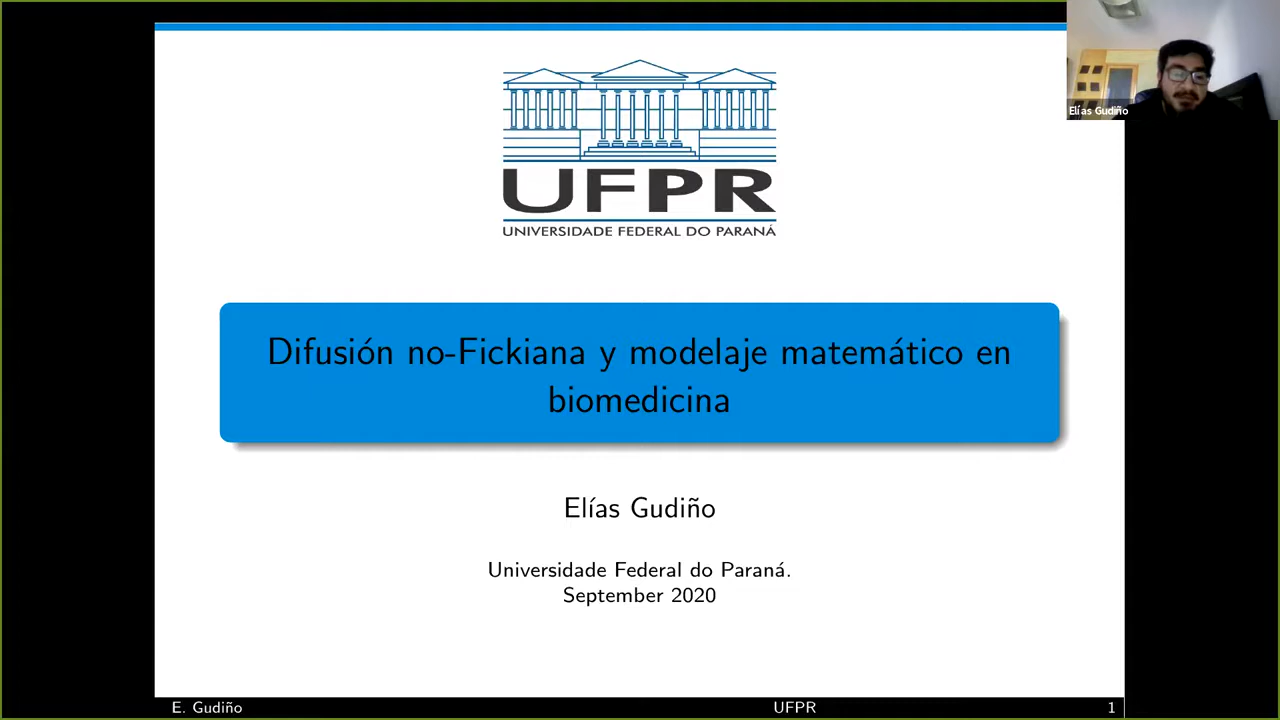 Elías Gudiño
UFPR
UNIVERSIDADE FEDERAL DO PARANÁ
Difusión no-Fickiana y modelaje matemático en
biomedicina
Elías Gudiño
Universidade Federal do Paraná.
September 2020
E. Gudiño
UFPR
1